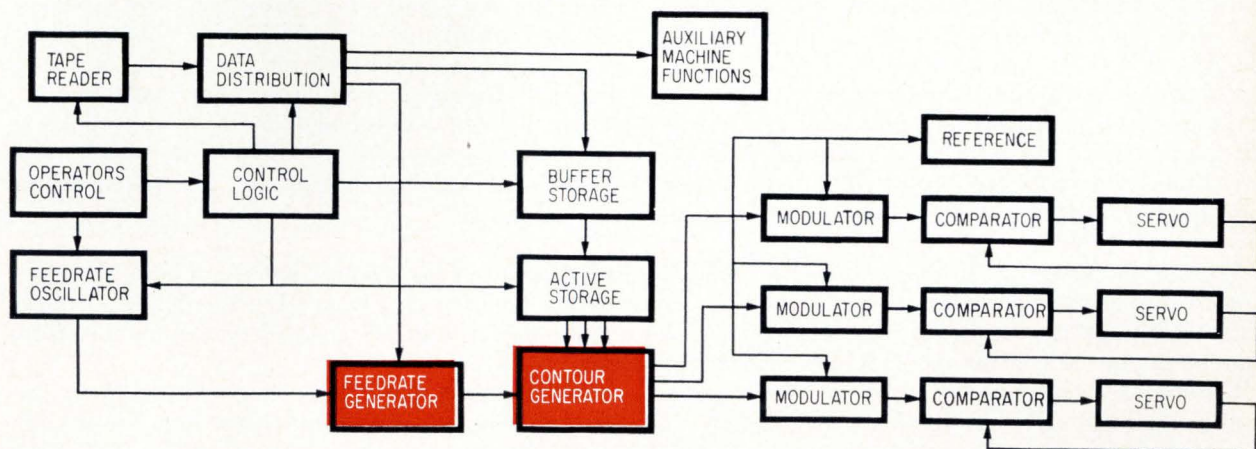 TAPE
READER
DATA
DISTRIBUTION
AUXILIARY
MACHINE
FUNCTIONS
OPERATORS
CONTROL
CONTROL
LOGIC
BUFFER
STORAGE
REFERENCE
MODULATOR
COMPARATOR
SERVO
FEEDRATE
OSCILLATOR
ACTIVE
STORAGE
MODULATOR
COMPARATOR
SERVO
FEEDRATE
GENERATOR
CONTOUR
GENERATOR
MODULATOR
COMPARATOR
SERVO